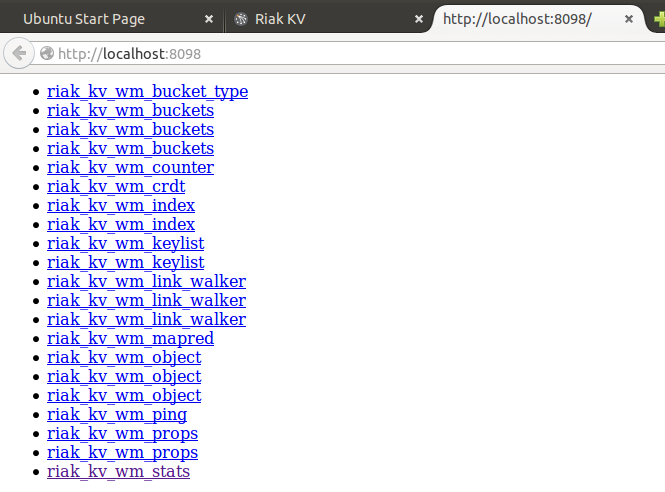 Ubuntu Start Page
Riak KV
http://localhost:8098/
http://localhost:8098
riak_kv_wm_bucket_type
riak_kv_wm_buckets
riak_kv_wm_buckets
riak_kv_wm_buckets
riak_kv_wm_counter
riak_kv_wm_crdt
riak_kv_wm_index
riak_kv_wm_index
riak_kv_wm_keylist
riak_kv_wm_keylist
riak_kv_wm_link_walker
riak_kv_wm_link_walker
riak_kv_wm_link_walker
riak_kv_wm_mapred
riak_kv_wm_object
riak_kv_wm_object
riak_kv_wm_object
riak_kv_wm_ping
riak_kv_wm_props
riak_kv_wm_props
riak_kv_wm_stats